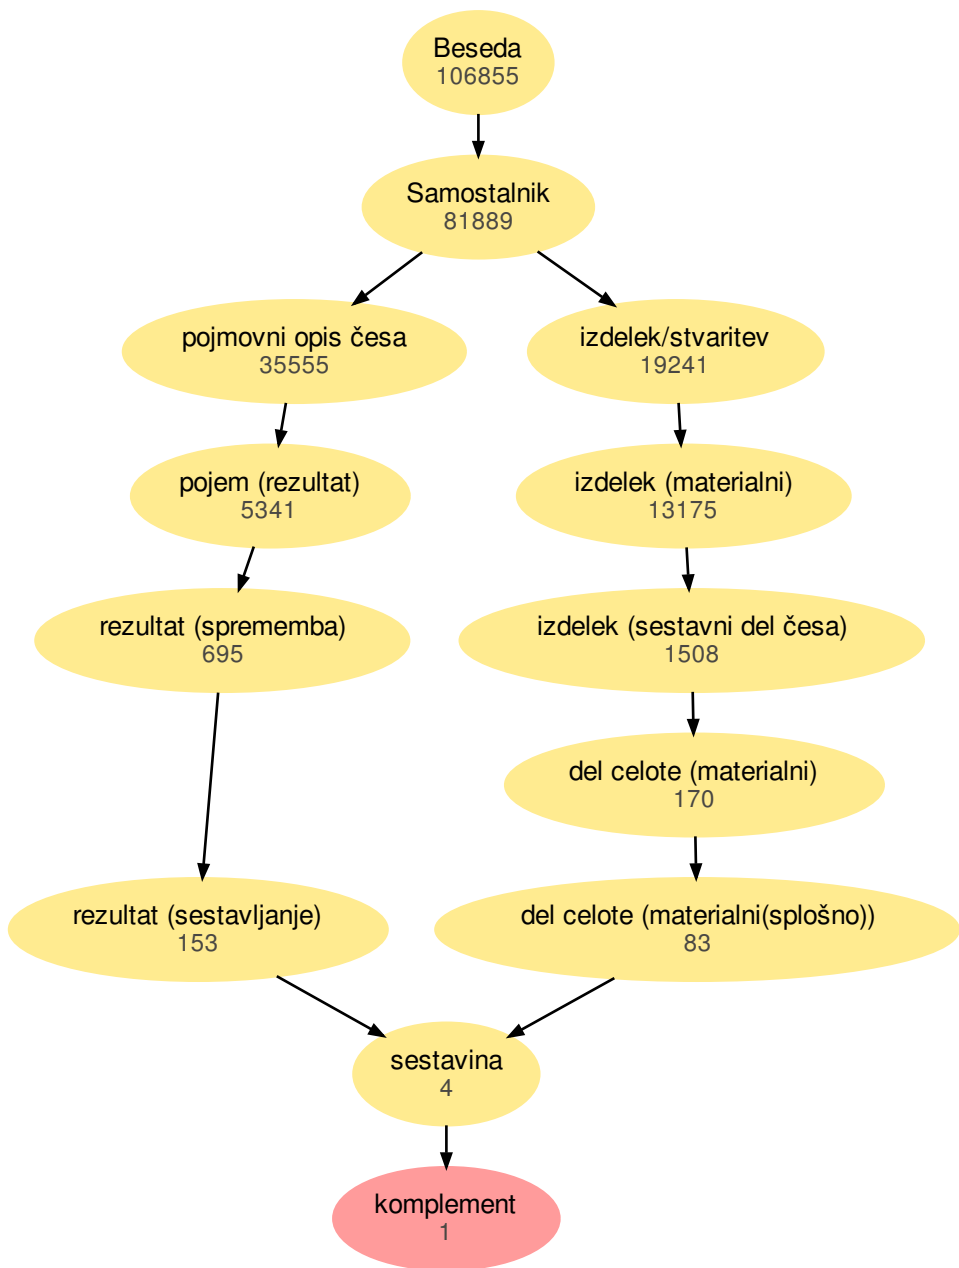 Beseda
106855
Samostalnik
81889
pojmovni opis česa
35555
izdelek/stvaritev
19241
pojem (rezultat)
5341
izdelek (materialni)
13175
rezultat (sprememba)
695
izdelek (sestavni del česa)
1508
del celote (materialni)
170
rezultat (sestavljanje)
153
del celote (materialni(splošno))
83
sestavina
4
komplement
1